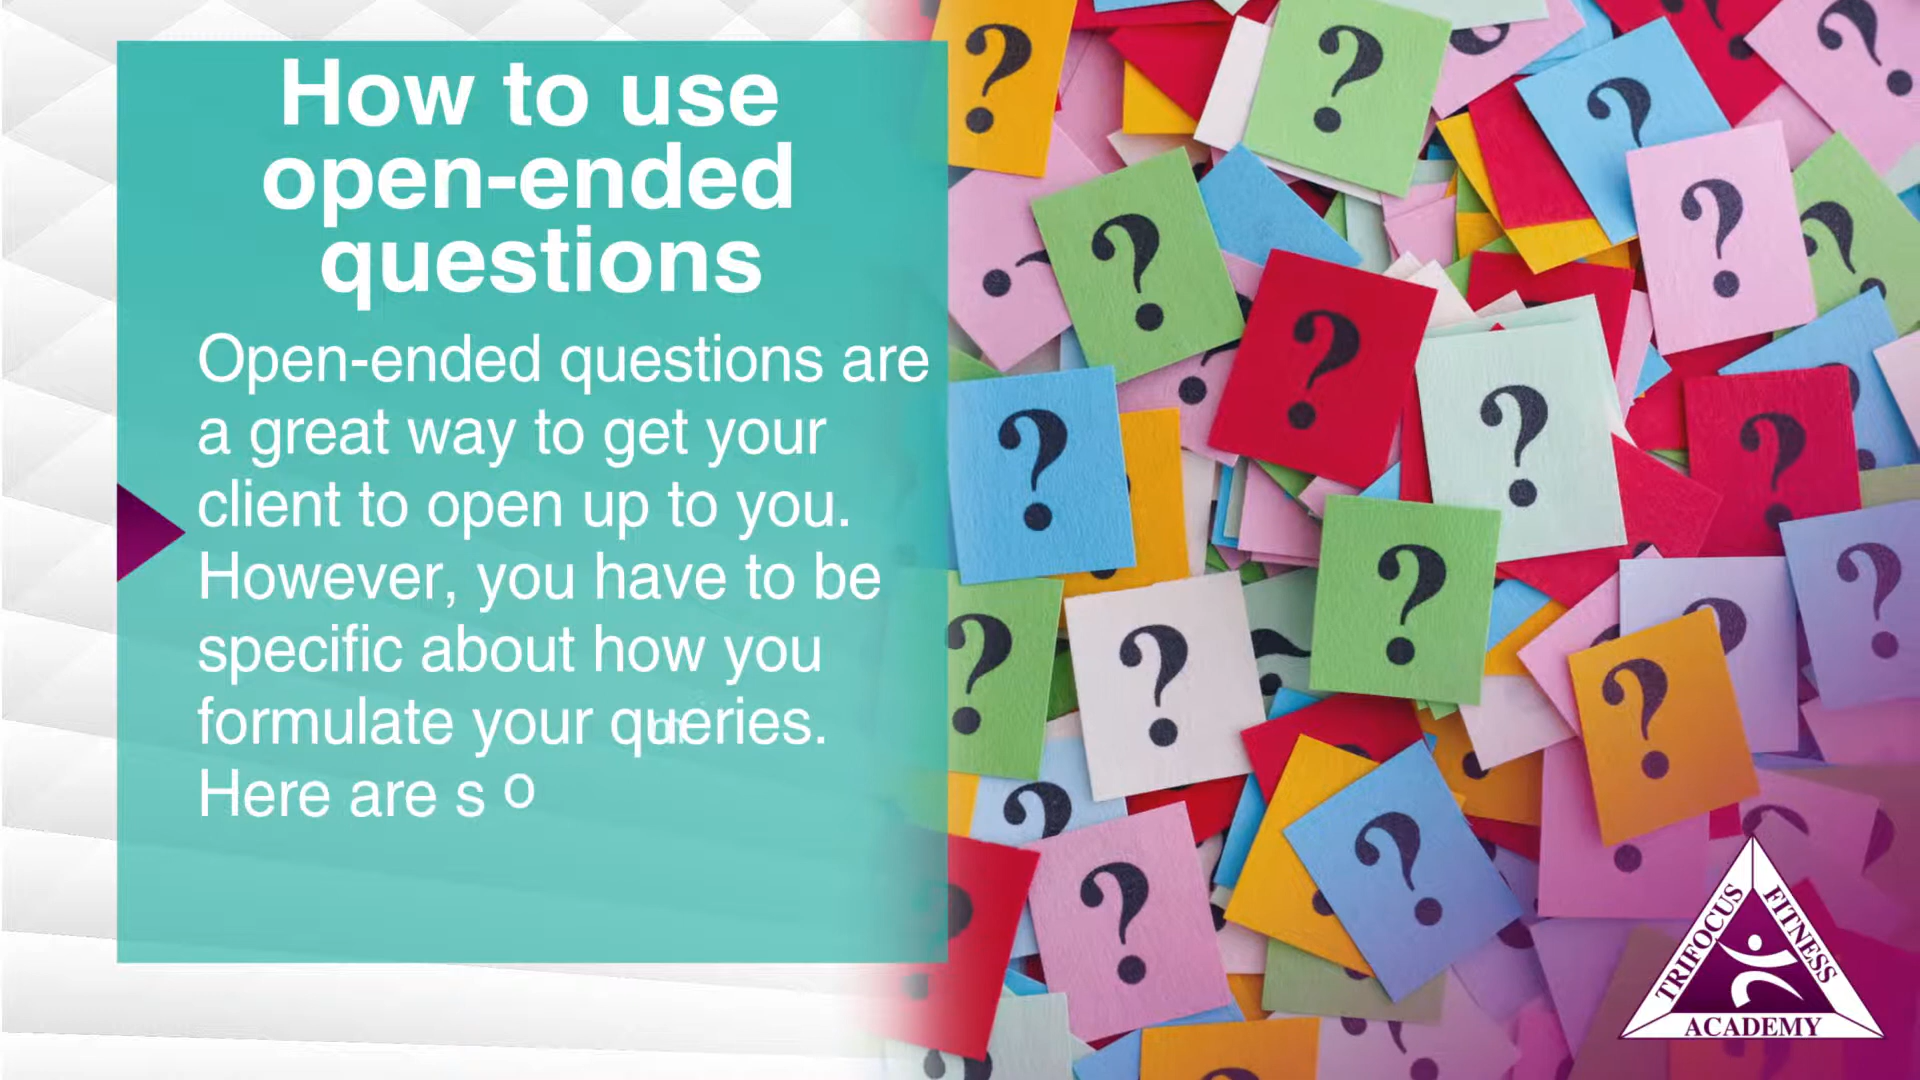 How to use
open-ended
questions
Open-ended questions are
a great way to get your
client to open up to you.
However, you have to be
specific about how you
formulate your queries.
Here are s o
TRIFOCUS FITNESS
ACADEMY